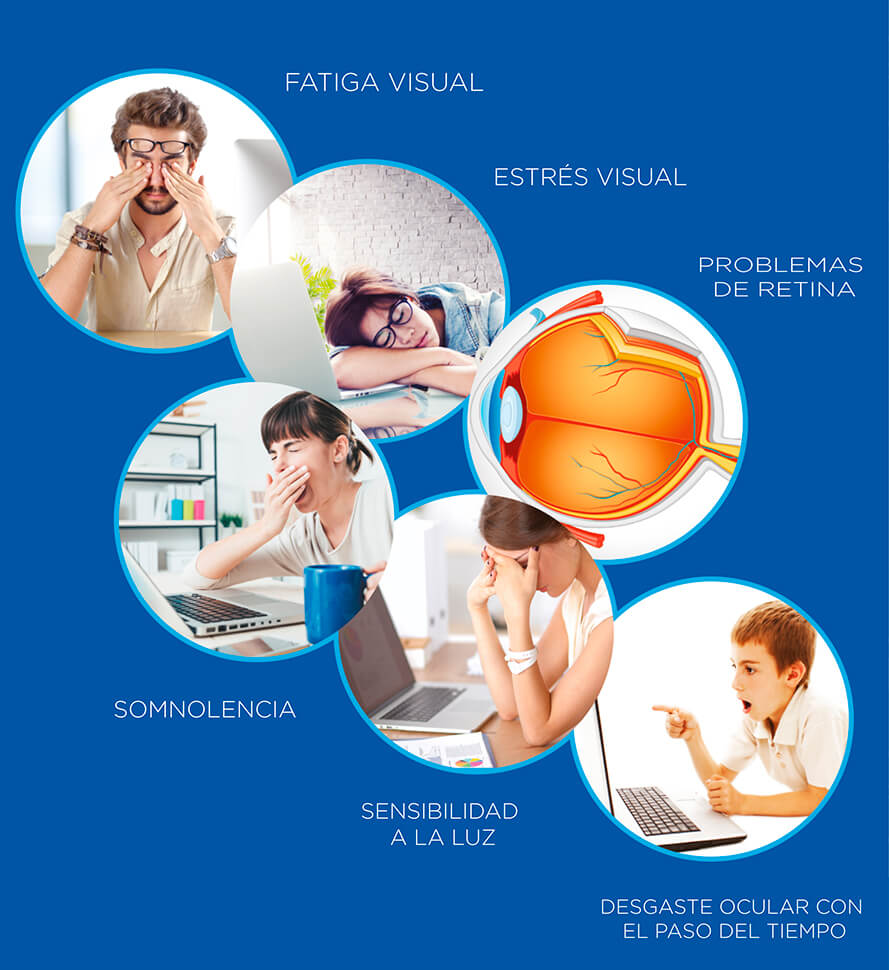 FATIGA VISUAL
ESTRÉS VISUAL
PROBLEMAS
DE RETINA
SOMNOLENCIA
SENSIBILIDAD
A LA LUZ
DESGASTE OCULAR CON
EL PASO DEL TIEMPO